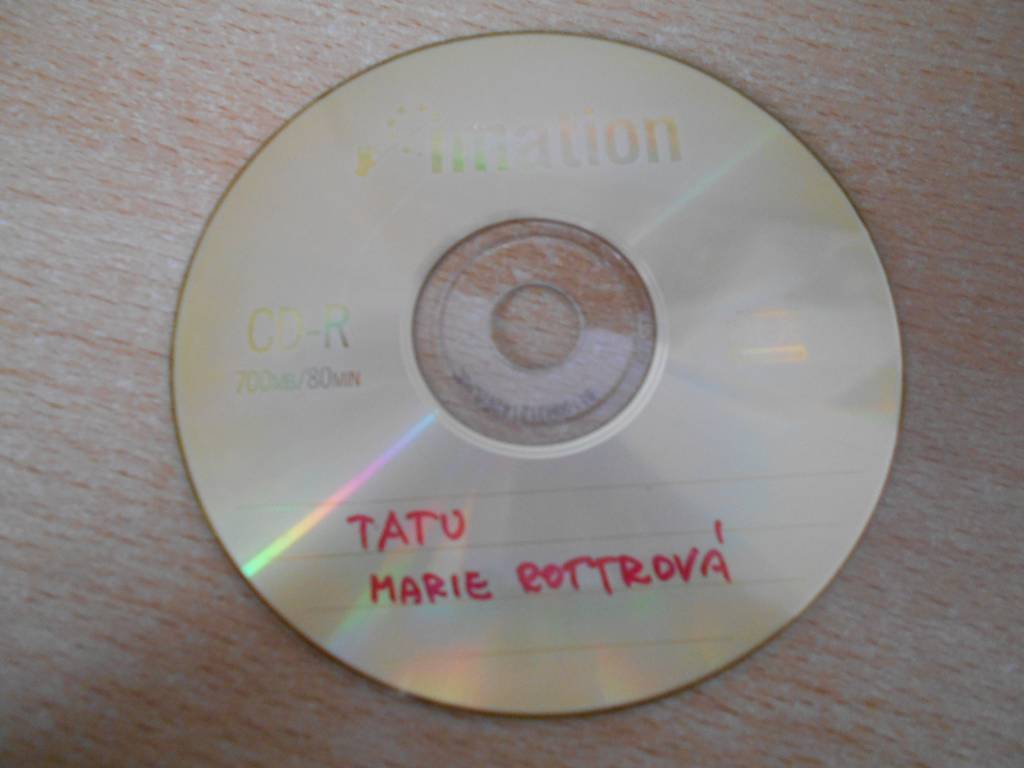 imation
CD-R
700MB/80MIN
TATU
MARIE ROTTROVÁ